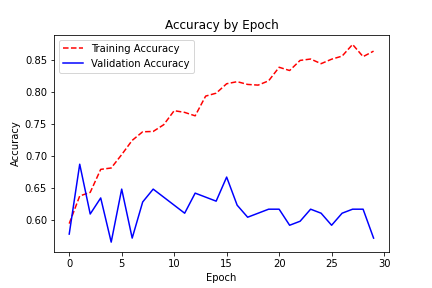 Accuracy by Epoch
Training Accuracy
Validation Accuracy
Accuracy
0.85
0.80
0.75
0.70
0.65
0.60
0 5 10 15 20 25 30
Epoch